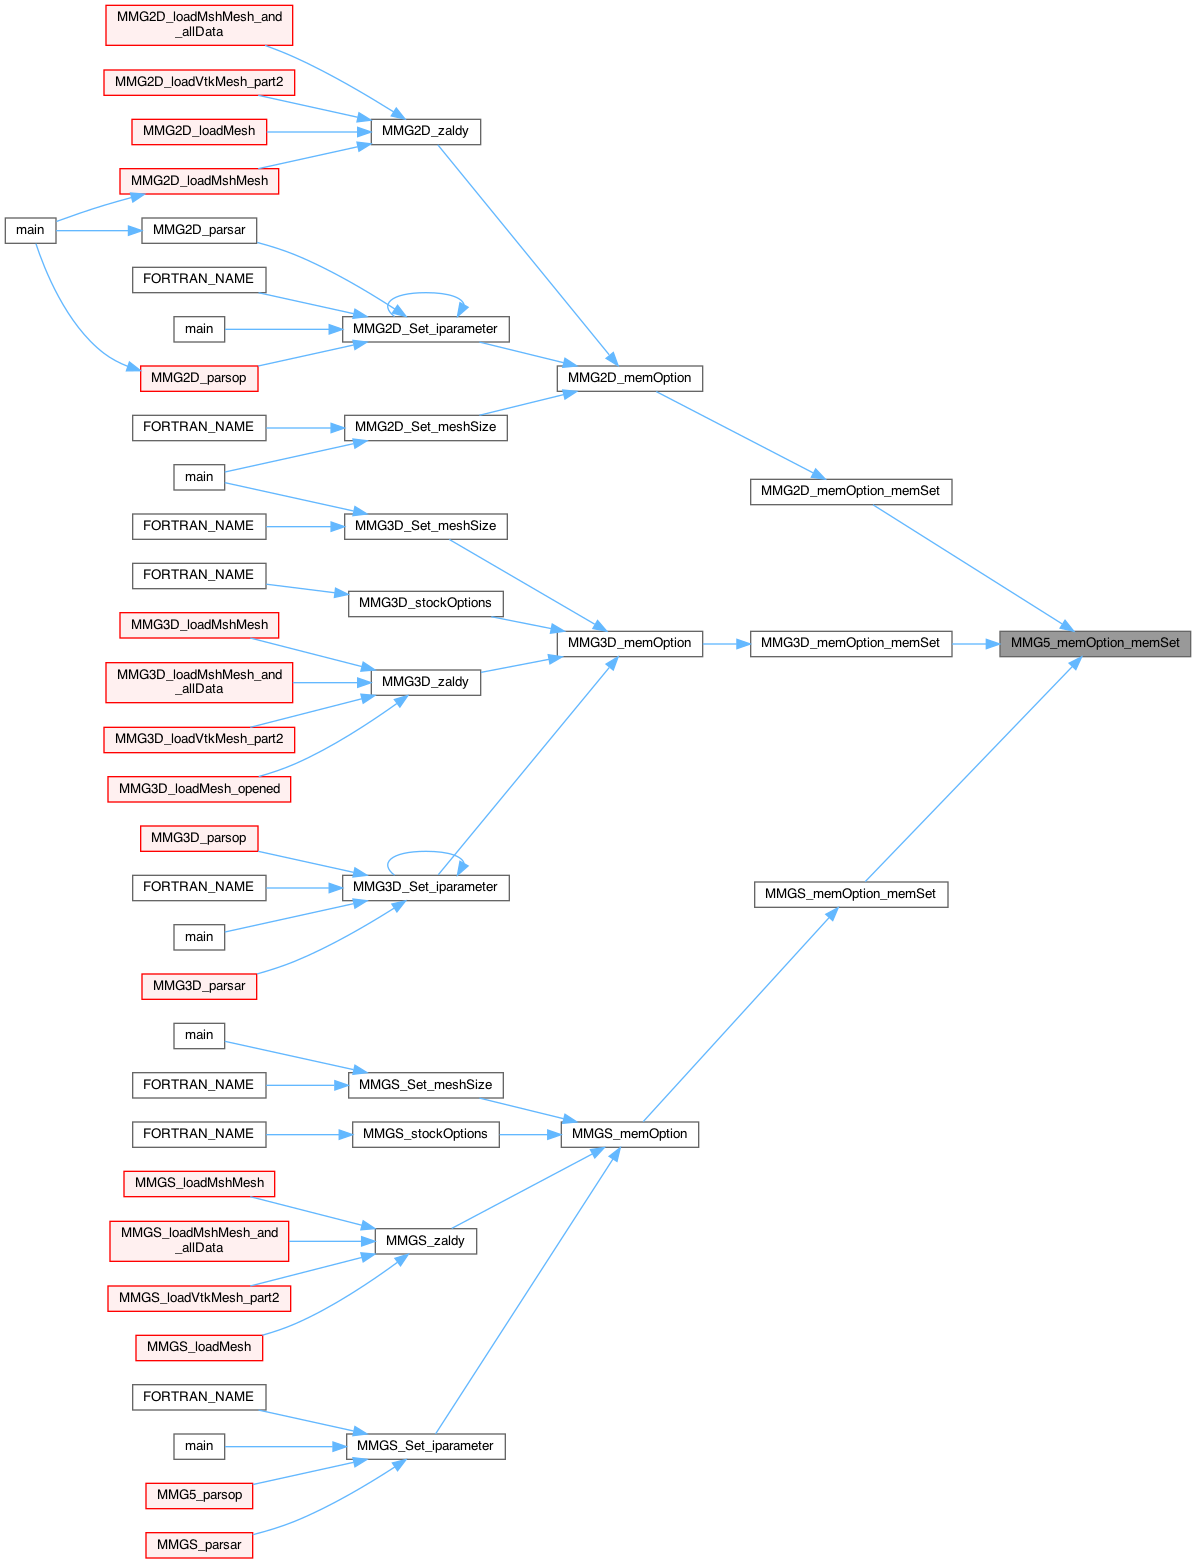 MMG2D_loadMshMesh_and
_allData
MMG2D_loadVtkMesh_part2
MMG2D_zaldy
MMG2D_loadMesh
MMG2D_loadMshMesh
main
MMG2D_parsar
FORTRAN_NAME
main
MMG2D_Set_iparameter
MMG2D_parsop
MMG2D_memOption
FORTRAN_NAME
MMG2D_Set_meshSize
main
MMG2D_memOption_memSet
FORTRAN_NAME
MMG3D_Set_meshSize
FORTRAN_NAME
MMG3D_stockOptions
MMG3D_loadMshMesh
MMG3D_memOption
MMG3D_memOption_memSet
MMG5_memOption_memSet
MMG3D_loadMshMesh_and
_allData
MMG3D_zaldy
MMG3D_loadVtkMesh_part2
MMG3D_loadMesh_opened
MMG3D_parsop
FORTRAN_NAME
MMG3D_Set_iparameter
MMGS_memOption_memSet
main
MMG3D_parsar
main
FORTRAN_NAME
MMGS_Set_meshSize
FORTRAN_NAME
MMGS_stockOptions
MMGS_memOption
MMGS_loadMshMesh
MMGS_loadMshMesh_and
_allData
MMGS_zaldy
MMGS_loadVtkMesh_part2
MMGS_loadMesh
FORTRAN_NAME
main
MMGS_Set_iparameter
MMG5_parsop
MMGS_parsar